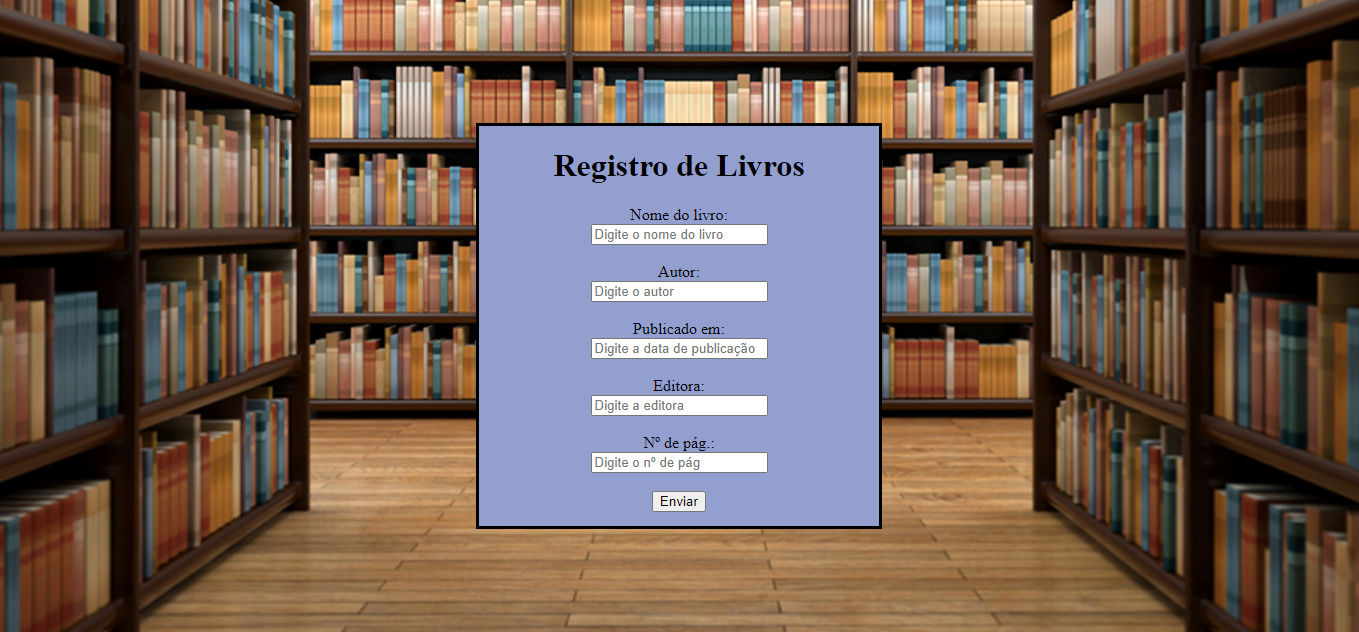 Registro de Livros
Nome do livro:
Digite o nome do livro
Autor:
Digite o autor
Publicado em:
Digite a data de publicação
Editora:
Digite a editora
Nº de pág.:
Digite o nº de pág
Enviar